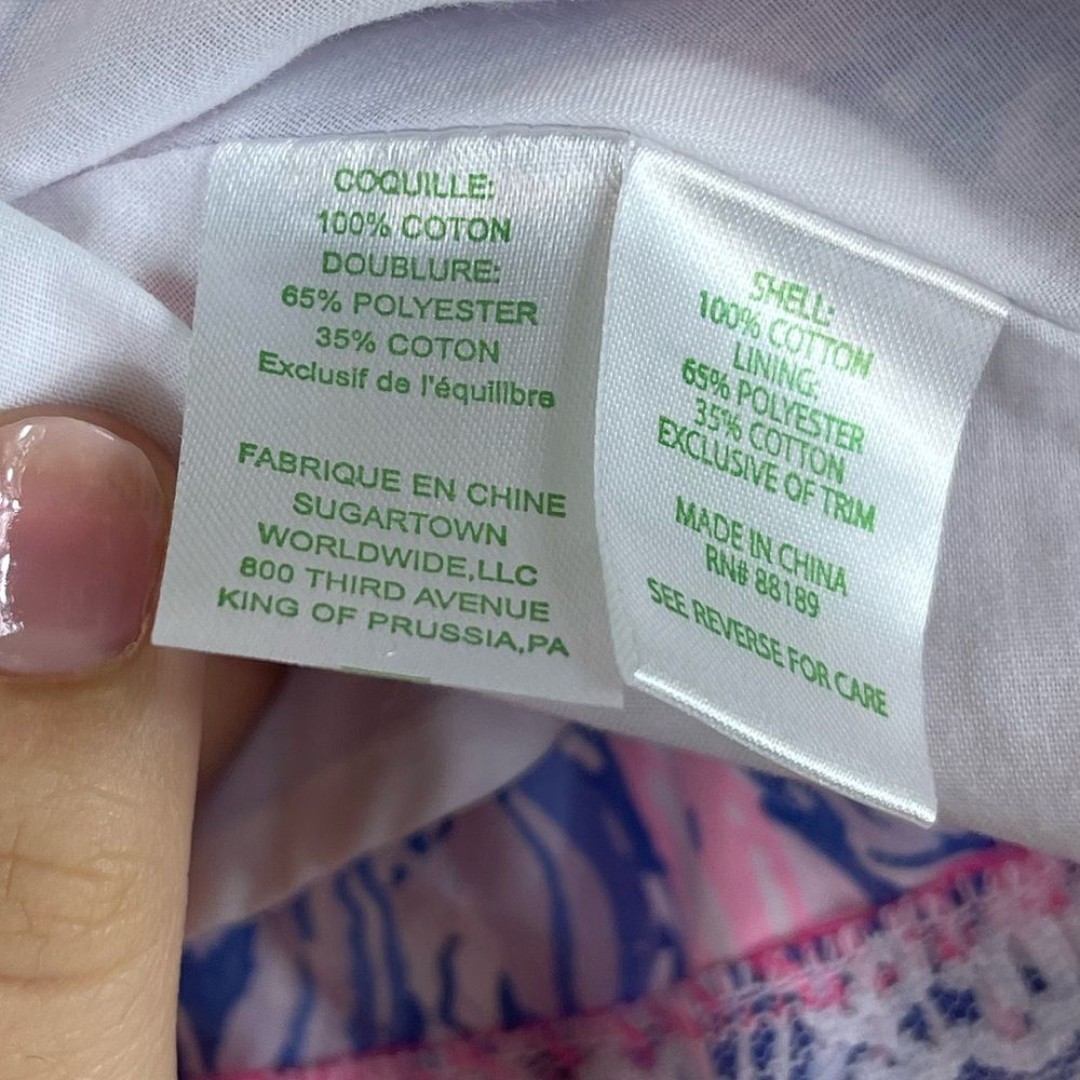 COQUILLE:
100% COTON
DOUBLURE:
65% POLYESTER
35% COTON
Exclusif de l'équilibre
FABRIQUE EN CHINE
SUGARTOWN
WORLDWIDE,LLC
800 THIRD AVENUE
KING OF PRUSSIA,PA
SHELL:
100% COTTON
LINING:
65% POLYESTER
35% COTTON
EXCLUSIVE OF TRIM
MADE IN CHINA
RN# 88189
SEE REVERSE FOR CARE